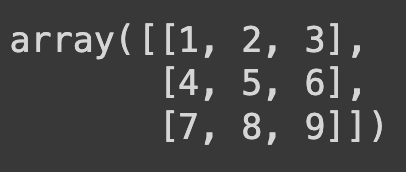 array([[1, 2, 3],
       [4, 5, 6],
       [7, 8, 9]])